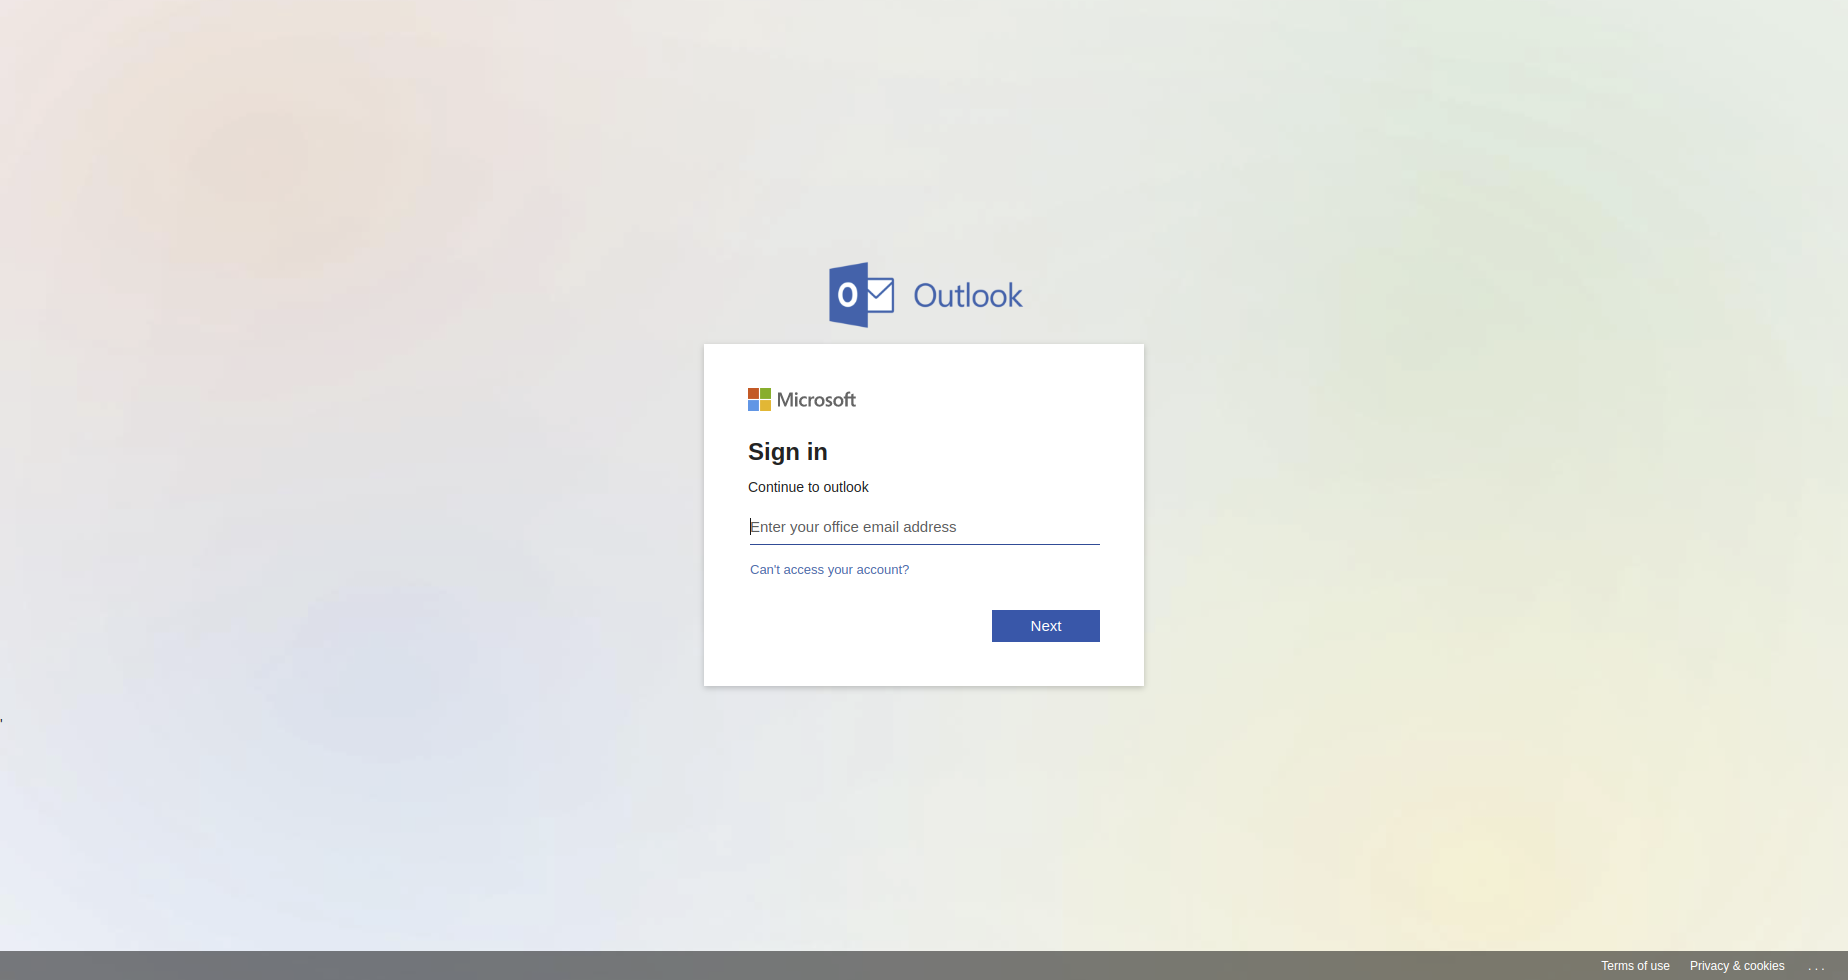 Outlook
Microsoft
Sign in
Continue to outlook
Enter your office email address
Can't access your account?
Next
'
Terms of use Privacy & cookies ...